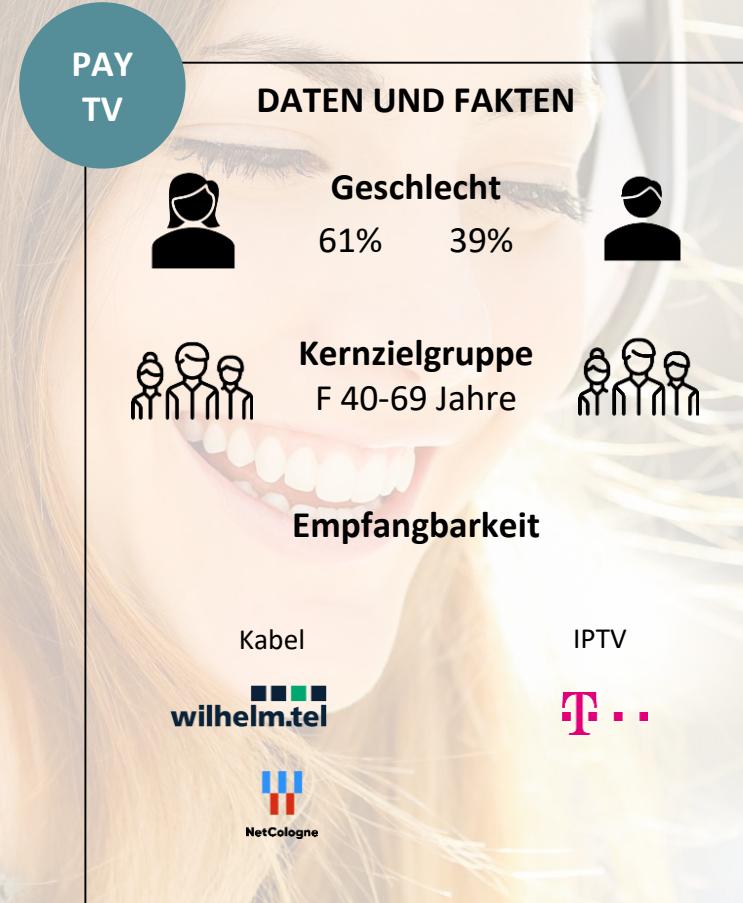 PAY
TV
DATEN UND FAKTEN
Geschlecht
61% 39%
Kernzielgruppe
F 40-69 Jahre
Empfangbarkeit
Kabel IPTV
wilhelm.tel
T
NetCologne